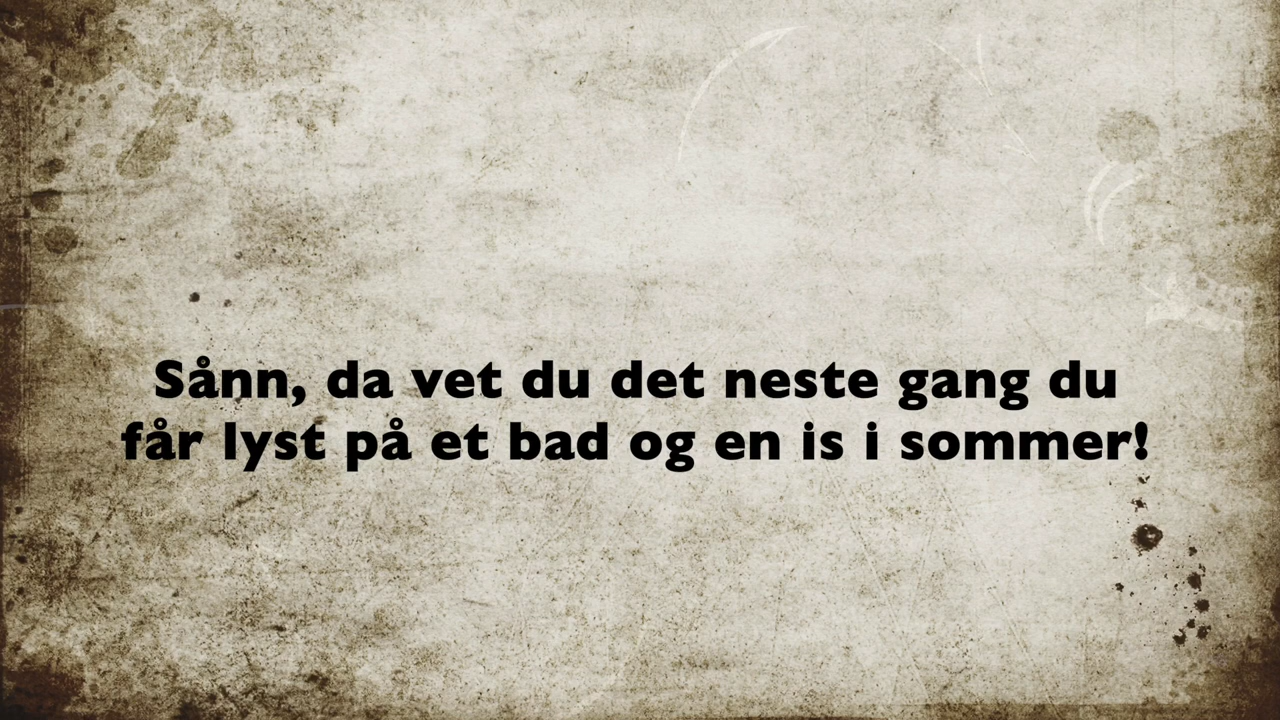 Sånn, da vet du det neste gang du
får lyst på et bad og en is i sommer!